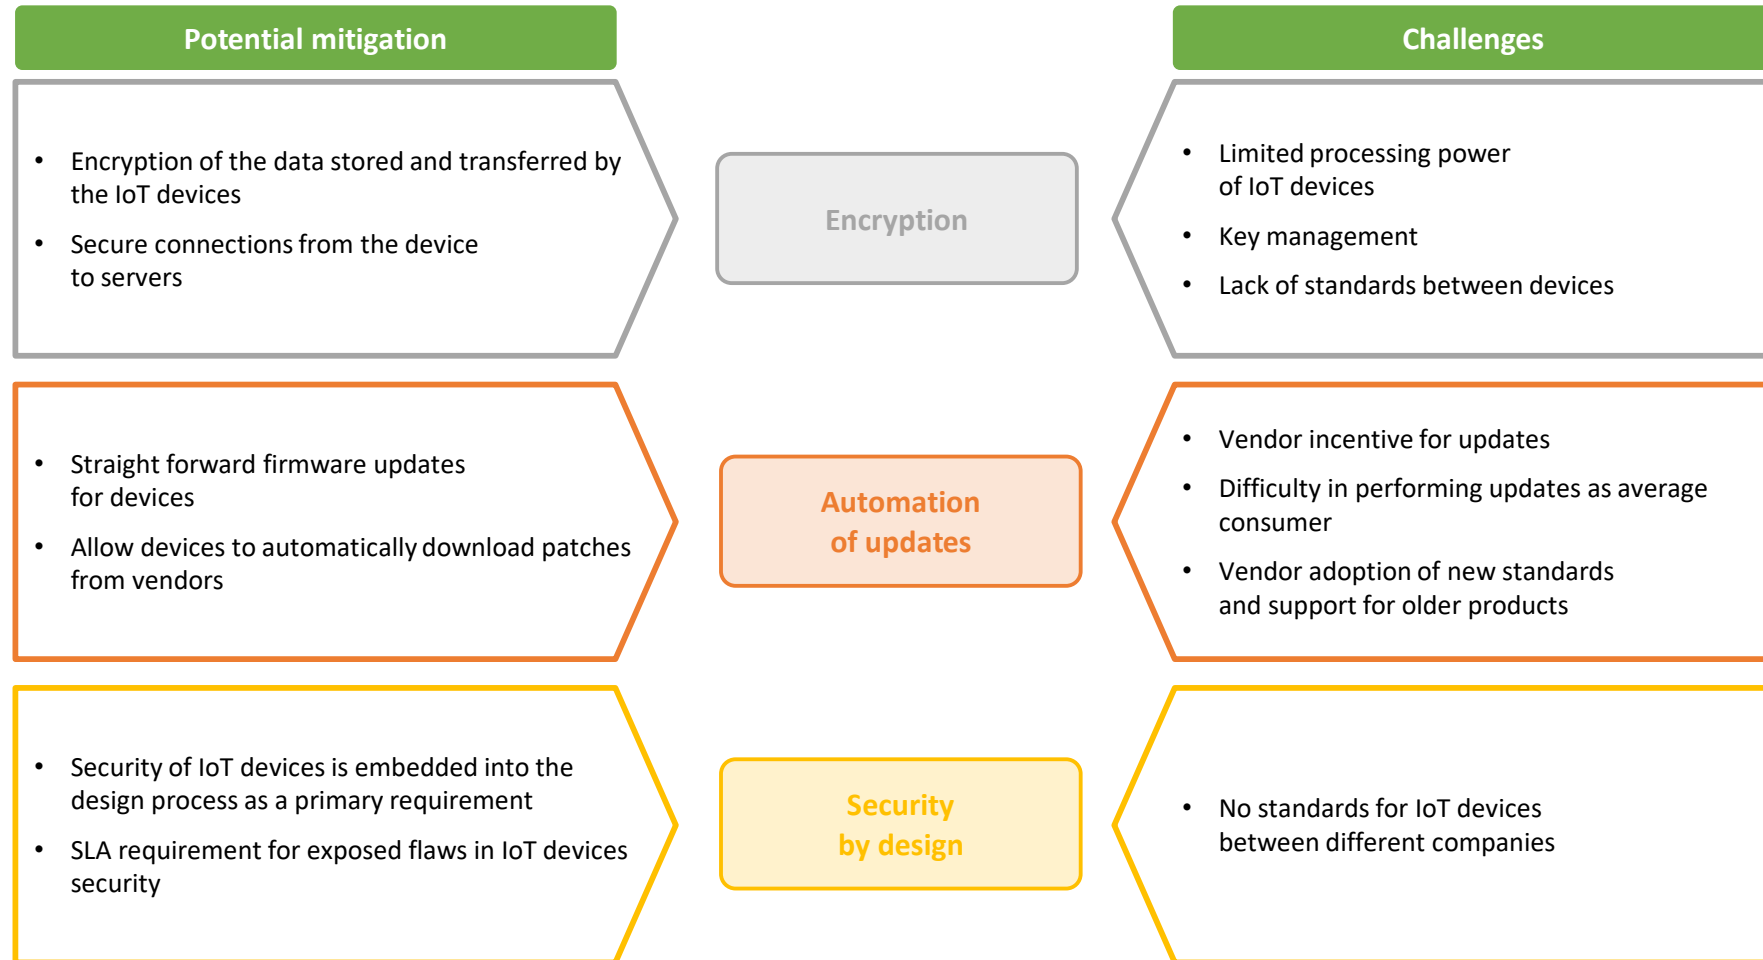 Potential mitigation
Challenges
• Encryption of the data stored and transferred by
the IoT devices
• Secure connections from the device
to servers
Encryption
• Limited processing power
of IoT devices
• Key management
• Lack of standards between devices
• Straight forward firmware updates
for devices
• Allow devices to automatically download patches
from vendors
Automation
of updates
• Vendor incentive for updates
• Difficulty in performing updates as average
consumer
• Vendor adoption of new standards
and support for older products
• Security of IoT devices is embedded into the
design process as a primary requirement
• SLA requirement for exposed flaws in IoT devices
security
Security
by design
• No standards for IoT devices
between different companies